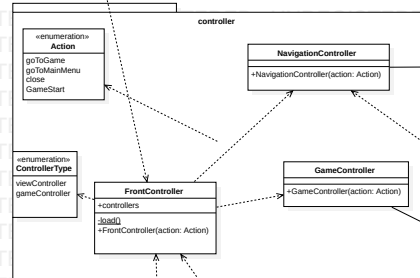 controller
«enumeration»
Action
goToGame
goToMainMenu
close
GameStart
NavigationController
+NavigationController(action: Action)
«enumeration»
ControllerType
viewController
gameController
FrontController
+controllers
-load()
+FrontController(action: Action)
GameController
+GameController(action: Action)